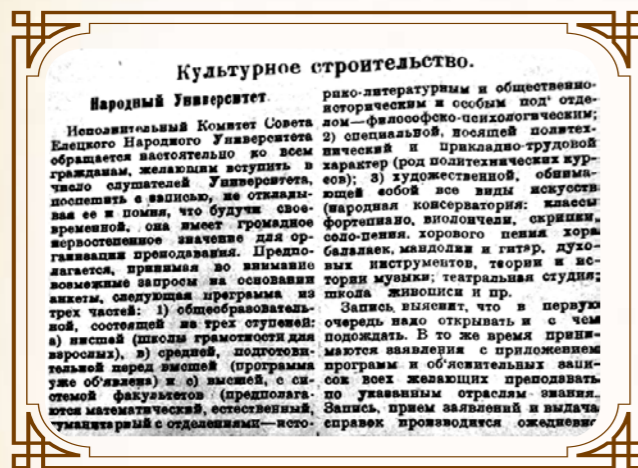 Культурное строительство.
Народный Университет.
Исполнительный Комитет Совета
Елецкого Народного Университета
обращается настоятельно ко всем
гражданам, желающим вступить в
число слушателей Университета,
поспешить с записью, не отклады-
вая ее и помня, что будучи свое-
временной, она имеет громадное
первостепенное значение для ор-
ганизации преподавания. Предпо-
лагается, принимая во внимание
возможные запросы на основании
анкеты, следующая программа из
трех частей: 1) общеобразователь-
ной, состоящей из трех ступеней:
а) низшей (школы грамотности для
взрослых), в) средней, подготови-
тельной перед высшей (программа
уже об'явлена) и с) высшей, с си-
стемой факультетов (предполага-
ются математический, естественный,
гуманитарный с отделениями—исто-
рико-литературным и общественно-
историческим и особым под' отде-
лом—философско-психологическим;
2) специальной, носящей политех-
нический и прикладно-трудовой
характер (род политехнических кур-
сов); 3) художественной, обнима-
ющей собой все виды искусств
(народная консерватория: классы
фортепиано, виолончели, скрипки,
соло-пения, хорового пения хора
балалаек, мандолин и гитар, духо-
вых инструментов, теории и ис-
тории музыки; театральная студия;
школа живописи и пр.
Запись выяснит, что в первую
очередь надо открывать и с чем
подождать. В то же время прини-
маются заявления с приложением
программ и об'яснительных запи-
сок всех желающих преподавать
по указанным отраслям знания.
Запись, прием заявлений и выдача
справок производится ежедневно